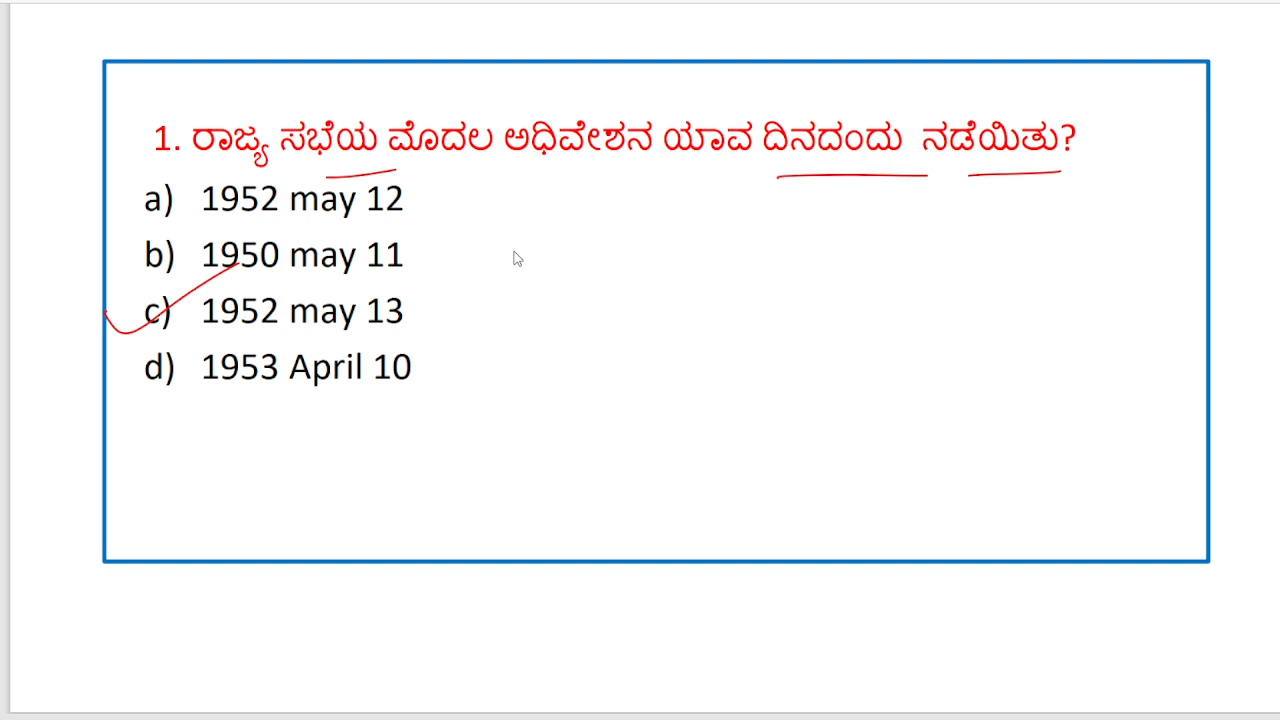 1. ರಾಜ್ಯ ಸಭೆಯ ಮೊದಲ ಅಧಿವೇಶನ ಯಾವ ದಿನದಂದು ನಡೆಯಿತು?
a) 1952 may 12
b) 1950 may 11
c) 1952 may 13
d) 1953 April 10